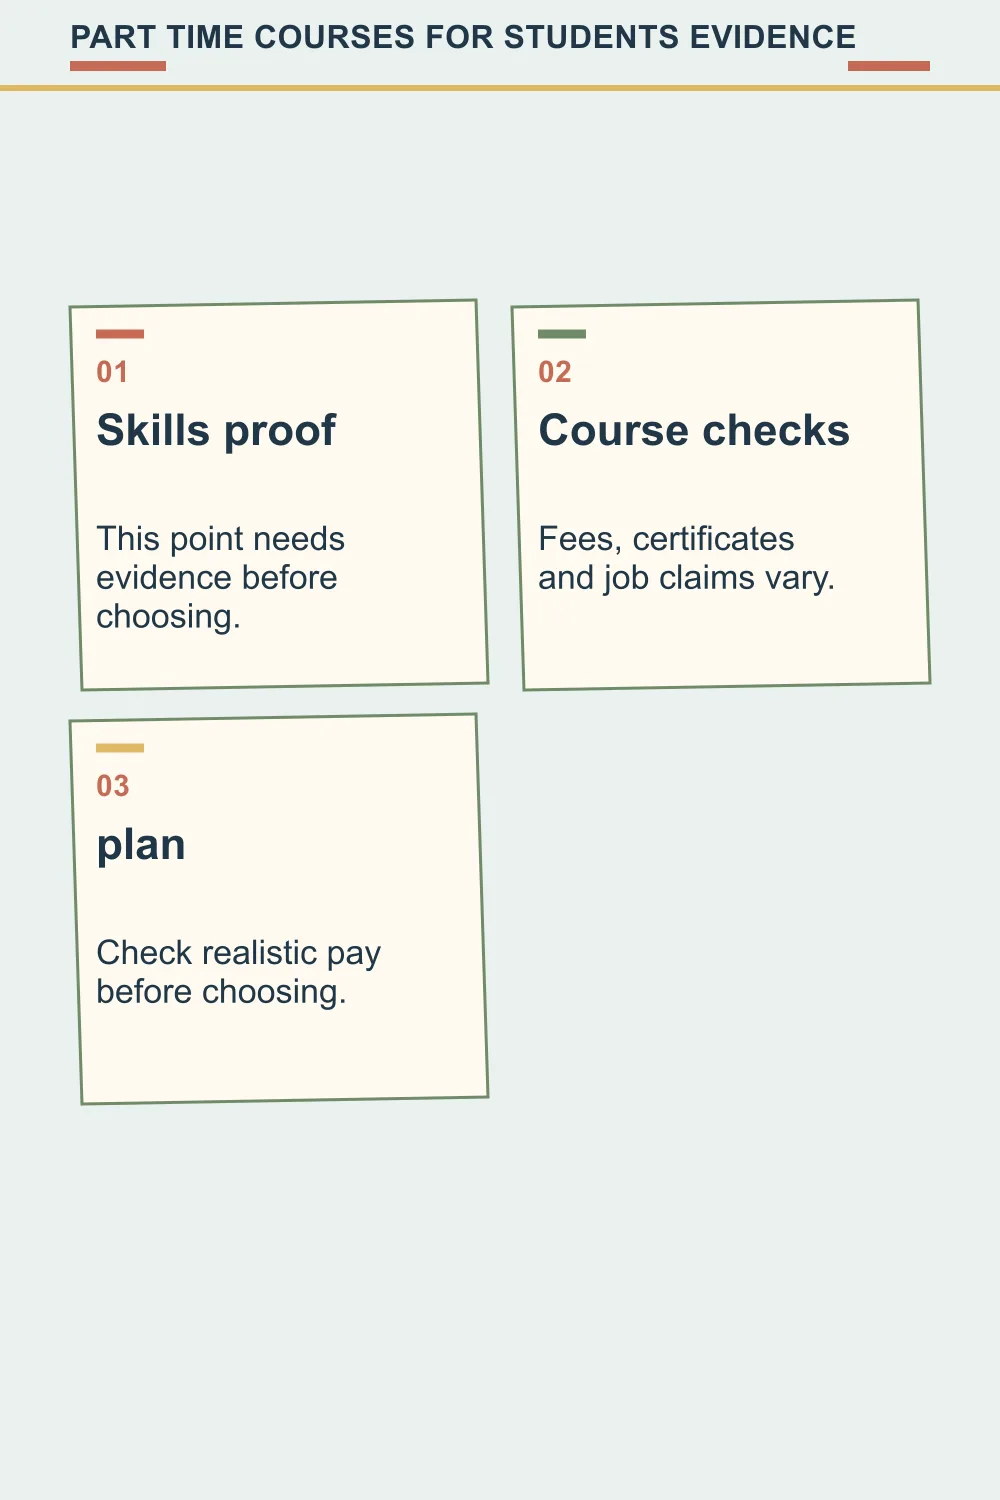 PART TIME COURSES FOR STUDENTS EVIDENCE
01
Skills proof
This point needs
evidence before
choosing.
02
Course checks
Fees, certificates
and job claims vary.
03
plan
Check realistic pay
before choosing.